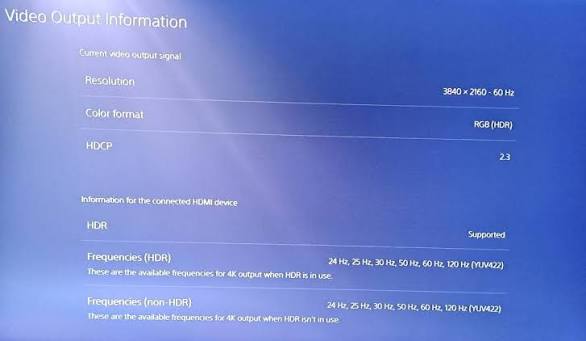 Video Output Information
Current video output signal
Resolution 3840 x 2160 - 60 Hz
Color format RGB (HDR)
HDCP 2.3
Information for the connected HDMI device
HDR Supported
Frequencies (HDR) 24 Hz, 25 Hz, 30 Hz, 50 Hz, 60 Hz, 120 Hz (YUV422)
These are the available frequencies for 4K output when HDR is in use.
Frequencies (non-HDR) 24 Hz, 25 Hz, 30 Hz, 50 Hz, 60 Hz, 120 Hz (YUV422)
These are the available frequencies for 4K output when HDR isn't in use.